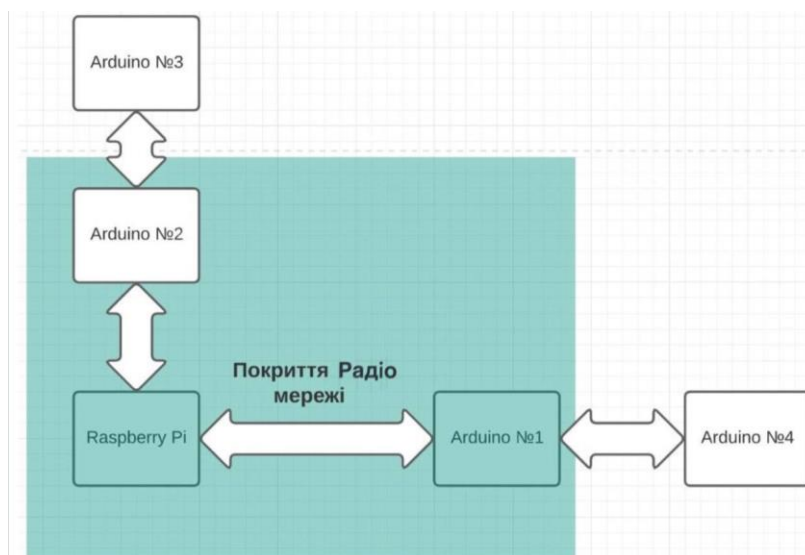 Arduino №3
Arduino №2
Покриття Радіо
мережі
Raspberry Pi
Arduino №1
Arduino №4